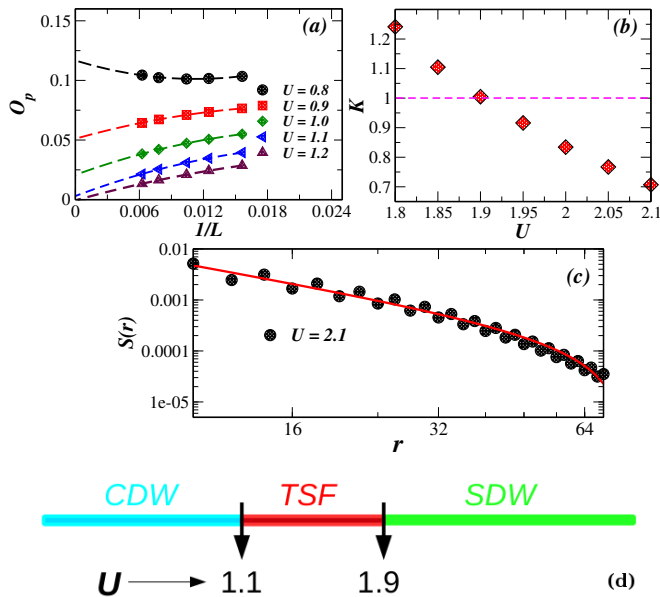 0.15
0.1
0.05
0
O_p
(a)
U = 0.8
U = 0.9
U = 1.0
U = 1.1
U = 1.2
0 0.006 0.012 0.018 0.024
1/L
1.2
1.1
1
0.9
0.8
0.7
K
(b)
1.8 1.85 1.9 1.95 2 2.05 2.1
U
0.01
0.001
0.0001
1e-05
S(r)
(c)
U = 2.1
16 32 64
r
CDW TSF SDW
U 1.1 1.9 (d)